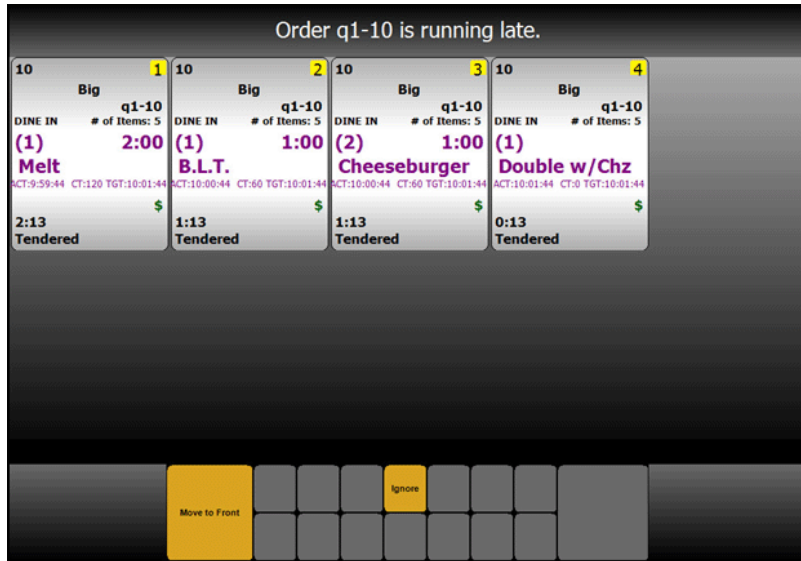 Order q1-10 is running late.
10 1
Big
q1-10
DINE IN # of Items: 5
(1) 2:00
Melt
ACT:9:59:44 CT:120 TGT:10:01:44
$
2:13
Tendered
10 2
Big
q1-10
DINE IN # of Items: 5
(1) 1:00
B.L.T.
ACT:10:00:44 CT:60 TGT:10:01:44
$
1:13
Tendered
10 3
Big
q1-10
DINE IN # of Items: 5
(2) 1:00
Cheeseburger
ACT:10:00:44 CT:60 TGT:10:01:44
$
1:13
Tendered
10 4
Big
q1-10
DINE IN # of Items: 5
(1)
Double w/Chz
ACT:10:01:44 CT:0 TGT:10:01:44
$
0:13
Tendered
Move to Front
Ignore